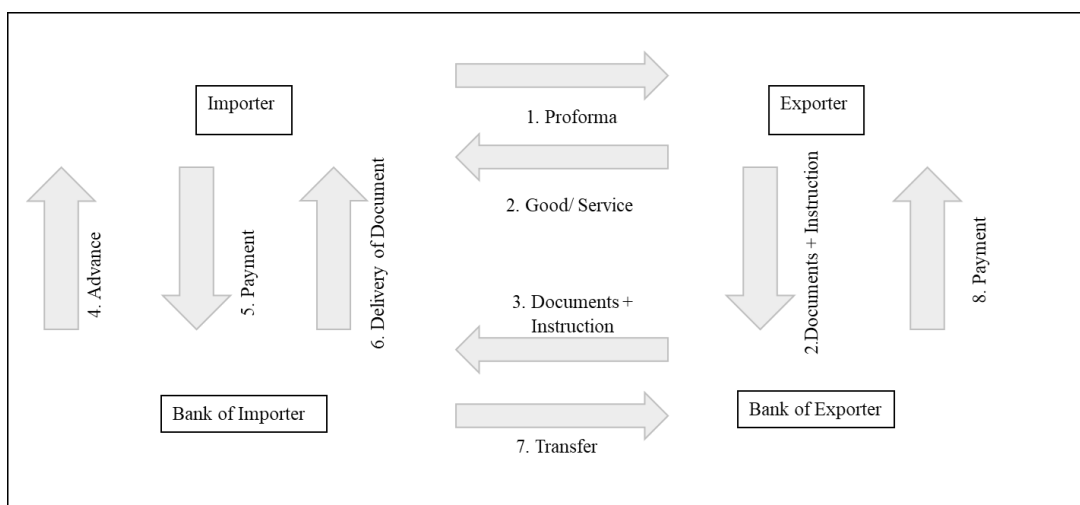 Importer
Exporter
1. Proforma
2. Good/ Service
4. Advance
5. Payment
6. Delivery of Document
3. Documents +
Instruction
2.Documents + Instruction
8. Payment
Bank of Importer
Bank of Exporter
7. Transfer